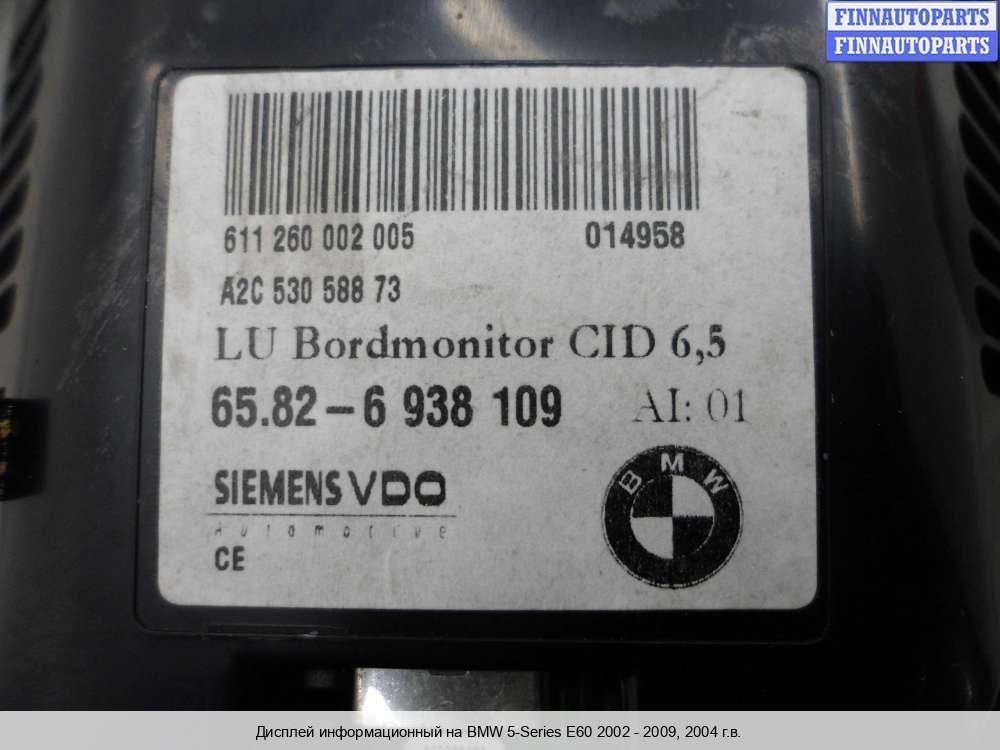 FINNAUTOPARTS
FINNAUTOPARTS
611 260 002 005 014958
A2C 530 588 73
LU Bordmonitor CID 6,5
65.82-6 938 109 AI: 01
SIEMENS VDO
Automotive
CE
BMW
Дисплей информационный на BMW 5-Series E60 2002 - 2009, 2004 г.в.